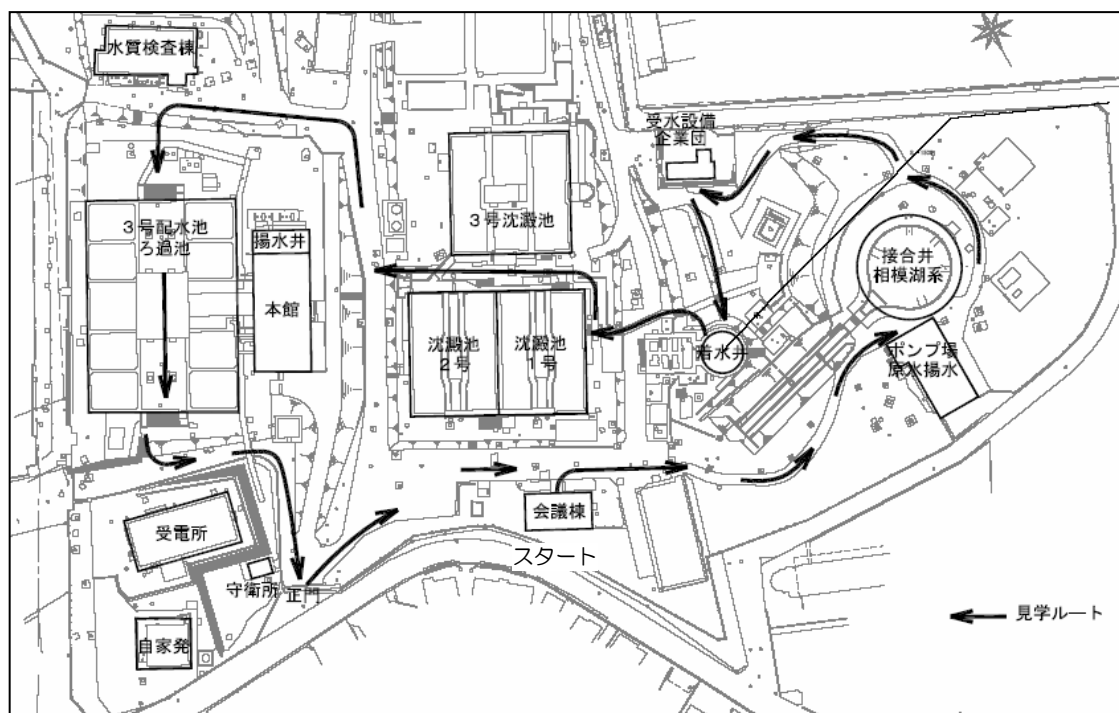 水質検査棟
受水設備
企業団
3号配水池
ろ過池
揚水井
本館
3号沈澱池
接合井
相模湖系
沈澱池
2号
沈澱池
1号
着水井
ポンプ場
原水揚水
会議棟
スタート
受電所
守衛所
正門
自家発
見学ルート